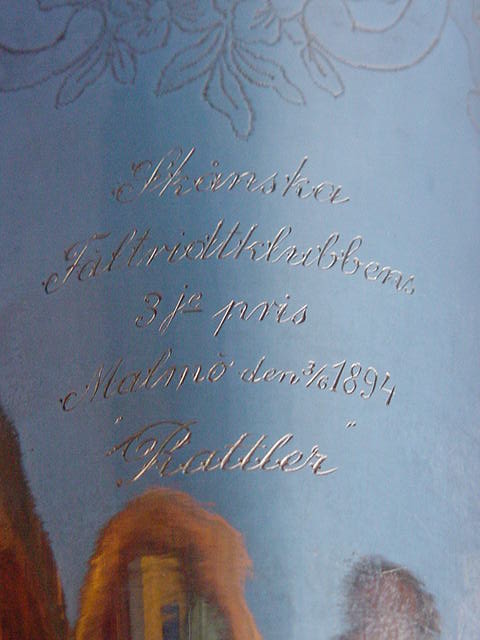 Skånska
Fältridtklubbens
3je pris
Malmö den 3/6 1894
"Rattler"